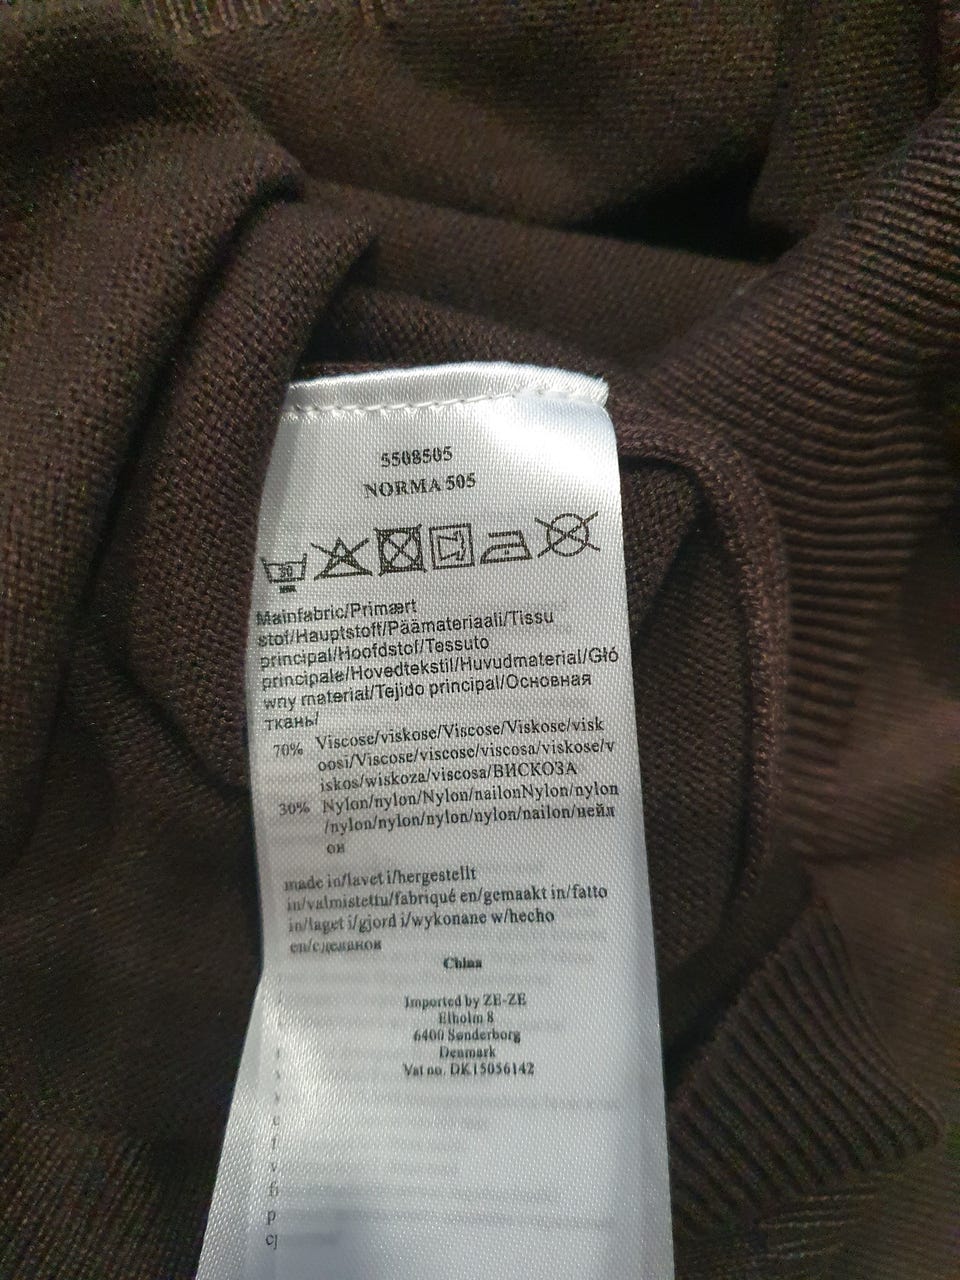 5508505
NORMA 505
30
Mainfabric/Primært
stof/Hauptstoff/Päämateriaali/Tissu
principal/Hoofdstof/Tessuto
principale/Hovedtekstil/Huvudmaterial/Głó
wny materiał/Tejido principal/Основная
ткань/
70% Viscose/viskose/Viscose/Viskose/visk
oosi/Viscose/viscose/viscosa/viskose/v
iskos/wiskoza/viscosa/ВИСКОЗА
30% Nylon/nylon/Nylon/nailonNylon/nylon
/nylon/nylon/nylon/nylon/nailon/нейл
он
made in/lavet i/hergestellt
in/valmistettu/fabriqué en/gemaakt in/fatto
in/laget i/gjord i/wykonane w/hecho
en/сделанов
China
Imported by ZE-ZE
Elholm 8
6400 Sønderborg
Denmark
Vat no. DK15056142